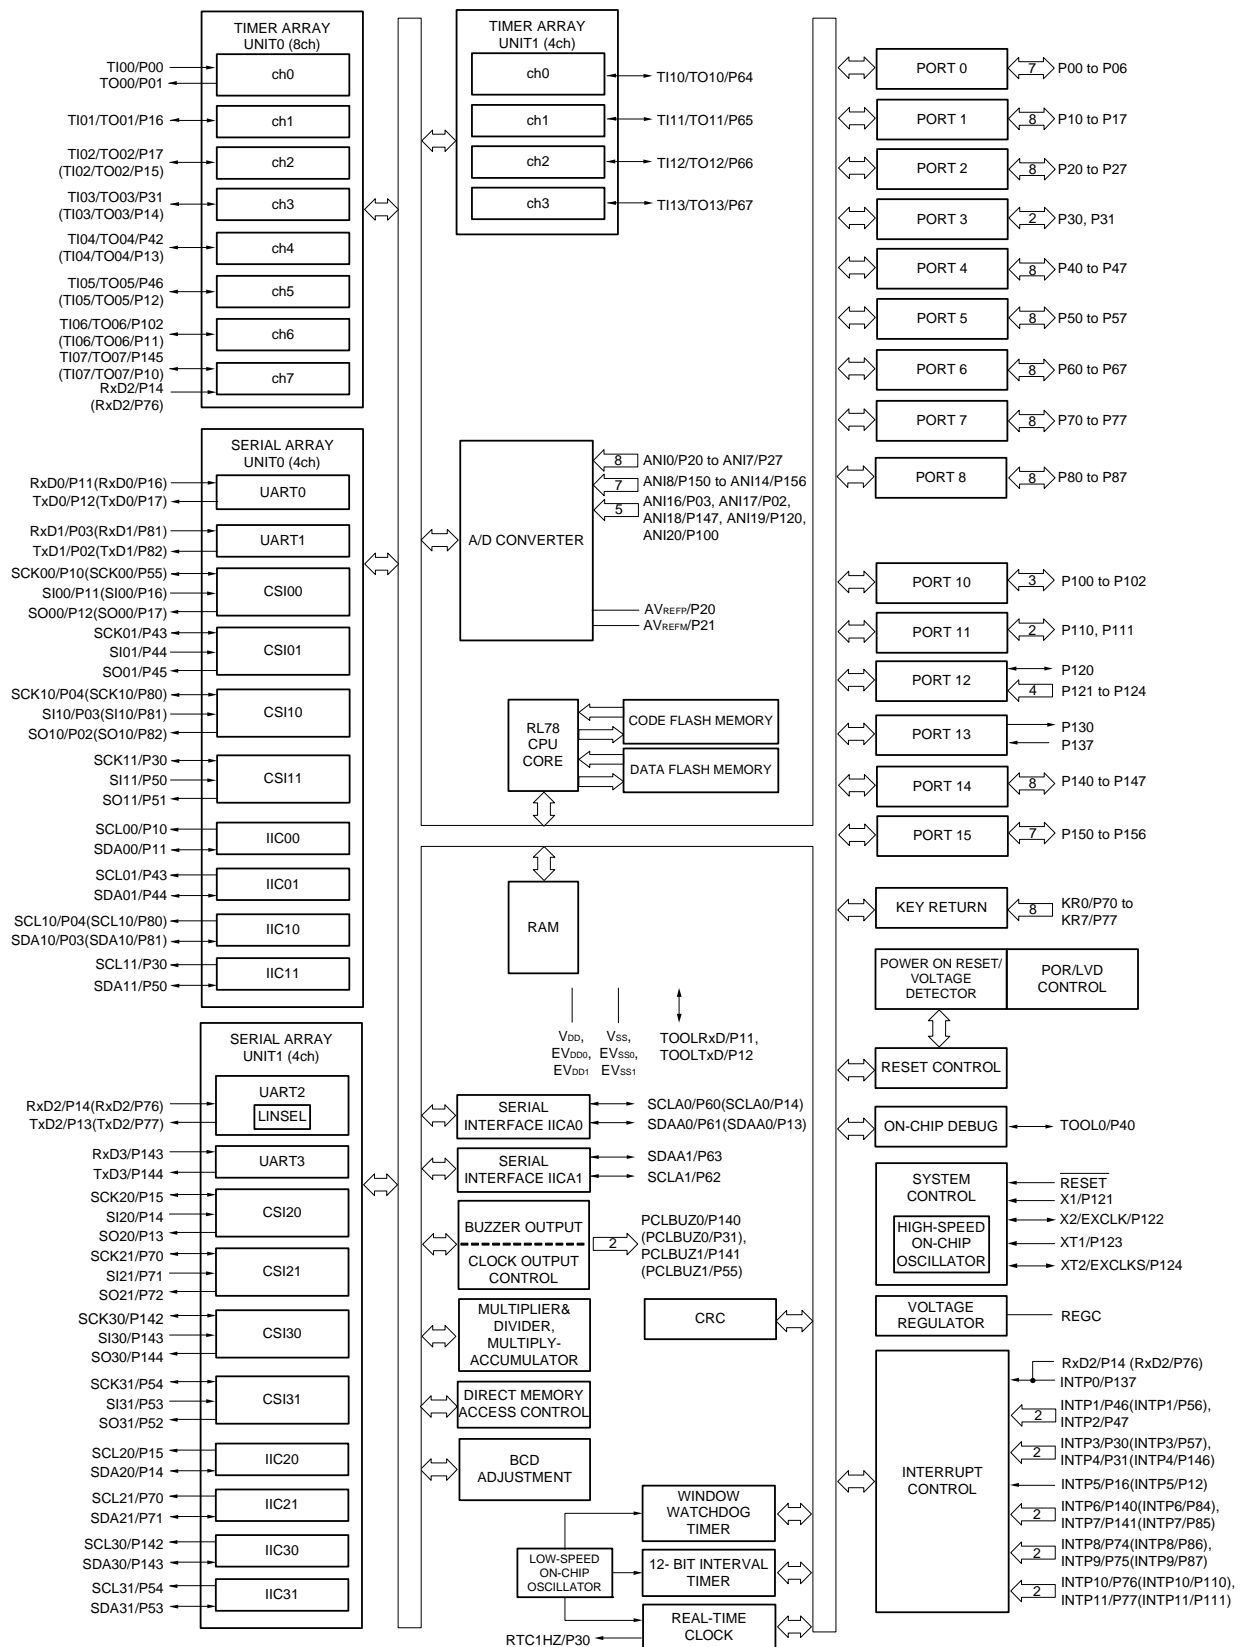 TIMER ARRAY
UNIT0 (8ch)
TI00/P00
TO00/P01
ch0
TI01/TO01/P16
ch1
TI02/TO02/P17
(TI02/TO02/P15)
ch2
TI03/TO03/P31
(TI03/TO03/P14)
ch3
TI04/TO04/P42
(TI04/TO04/P13)
ch4
TI05/TO05/P46
(TI05/TO05/P12)
ch5
TI06/TO06/P102
(TI06/TO06/P11)
ch6
TI07/TO07/P145
(TI07/TO07/P10)
RxD2/P14
(RxD2/P76)
ch7
SERIAL ARRAY
UNIT0 (4ch)
RxD0/P11(RxD0/P16)
TxD0/P12(TxD0/P17)
UART0
RxD1/P03(RxD1/P81)
TxD1/P02(TxD1/P82)
UART1
SCK00/P10(SCK00/P55)
SI00/P11(SI00/P16)
SO00/P12(SO00/P17)
CSI00
SCK01/P43
SI01/P44
SO01/P45
CSI01
SCK10/P04(SCK10/P80)
SI10/P03(SI10/P81)
SO10/P02(SO10/P82)
CSI10
SCK11/P30
SI11/P50
SO11/P51
CSI11
SCL00/P10
SDA00/P11
IIC00
SCL01/P43
SDA01/P44
IIC01
SCL10/P04(SCL10/P80)
SDA10/P03(SDA10/P81)
IIC10
SCL11/P30
SDA11/P50
IIC11
SERIAL ARRAY
UNIT1 (4ch)
RxD2/P14(RxD2/P76)
TxD2/P13(TxD2/P77)
UART2
LINSEL
RxD3/P143
TxD3/P144
UART3
SCK20/P15
SI20/P14
SO20/P13
CSI20
SCK21/P70
SI21/P71
SO21/P72
CSI21
SCK30/P142
SI30/P143
SO30/P144
CSI30
SCK31/P54
SI31/P53
SO31/P52
CSI31
SCL20/P15
SDA20/P14
IIC20
SCL21/P70
SDA21/P71
IIC21
SCL30/P142
SDA30/P143
IIC30
SCL31/P54
SDA31/P53
IIC31
TIMER ARRAY
UNIT1 (4ch)
ch0
TI10/TO10/P64
ch1
TI11/TO11/P65
ch2
TI12/TO12/P66
ch3
TI13/TO13/P67
A/D CONVERTER
8 ANI0/P20 to ANI7/P27
7 ANI8/P150 to ANI14/P156
5 ANI16/P03, ANI17/P02,
ANI18/P147, ANI19/P120,
ANI20/P100
AVREFP/P20
AVREFM/P21
RL78
CPU
CORE
CODE FLASH MEMORY
DATA FLASH MEMORY
RAM
VDD,
EVDD0,
EVDD1
VSS,
EVSS0,
EVSS1
TOOLRxD/P11,
TOOLTxD/P12
SERIAL
INTERFACE IICA0
SCLA0/P60(SCLA0/P14)
SDAA0/P61(SDAA0/P13)
SERIAL
INTERFACE IICA1
SDAA1/P63
SCLA1/P62
BUZZER OUTPUT
CLOCK OUTPUT
CONTROL
2
PCLBUZ0/P140
(PCLBUZ0/P31),
PCLBUZ1/P141
(PCLBUZ1/P55)
MULTIPLIER&
DIVIDER,
MULTIPLY-
ACCUMULATOR
CRC
DIRECT MEMORY
ACCESS CONTROL
BCD
ADJUSTMENT
WINDOW
WATCHDOG
TIMER
LOW-SPEED
ON-CHIP
OSCILLATOR
12- BIT INTERVAL
TIMER
REAL-TIME
CLOCK
RTC1HZ/P30
PORT 0 7 P00 to P06
PORT 1 8 P10 to P17
PORT 2 8 P20 to P27
PORT 3 2 P30, P31
PORT 4 8 P40 to P47
PORT 5 8 P50 to P57
PORT 6 8 P60 to P67
PORT 7 8 P70 to P77
PORT 8 8 P80 to P87
PORT 10 3 P100 to P102
PORT 11 2 P110, P111
PORT 12
P120
4 P121 to P124
PORT 13
P130
P137
PORT 14 8 P140 to P147
PORT 15 7 P150 to P156
KEY RETURN 8
KR0/P70 to
KR7/P77
POWER ON RESET/
VOLTAGE
DETECTOR
POR/LVD
CONTROL
RESET CONTROL
ON-CHIP DEBUG TOOL0/P40
SYSTEM
CONTROL
HIGH-SPEED
ON-CHIP
OSCILLATOR
RESET
X1/P121
X2/EXCLK/P122
XT1/P123
XT2/EXCLKS/P124
VOLTAGE
REGULATOR
REGC
INTERRUPT
CONTROL
RxD2/P14 (RxD2/P76)
INTP0/P137
2 INTP1/P46(INTP1/P56),
INTP2/P47
2 INTP3/P30(INTP3/P57),
INTP4/P31(INTP4/P146)
INTP5/P16(INTP5/P12)
2 INTP6/P140(INTP6/P84),
INTP7/P141(INTP7/P85)
2 INTP8/P74(INTP8/P86),
INTP9/P75(INTP9/P87)
2 INTP10/P76(INTP10/P110),
INTP11/P77(INTP11/P111)